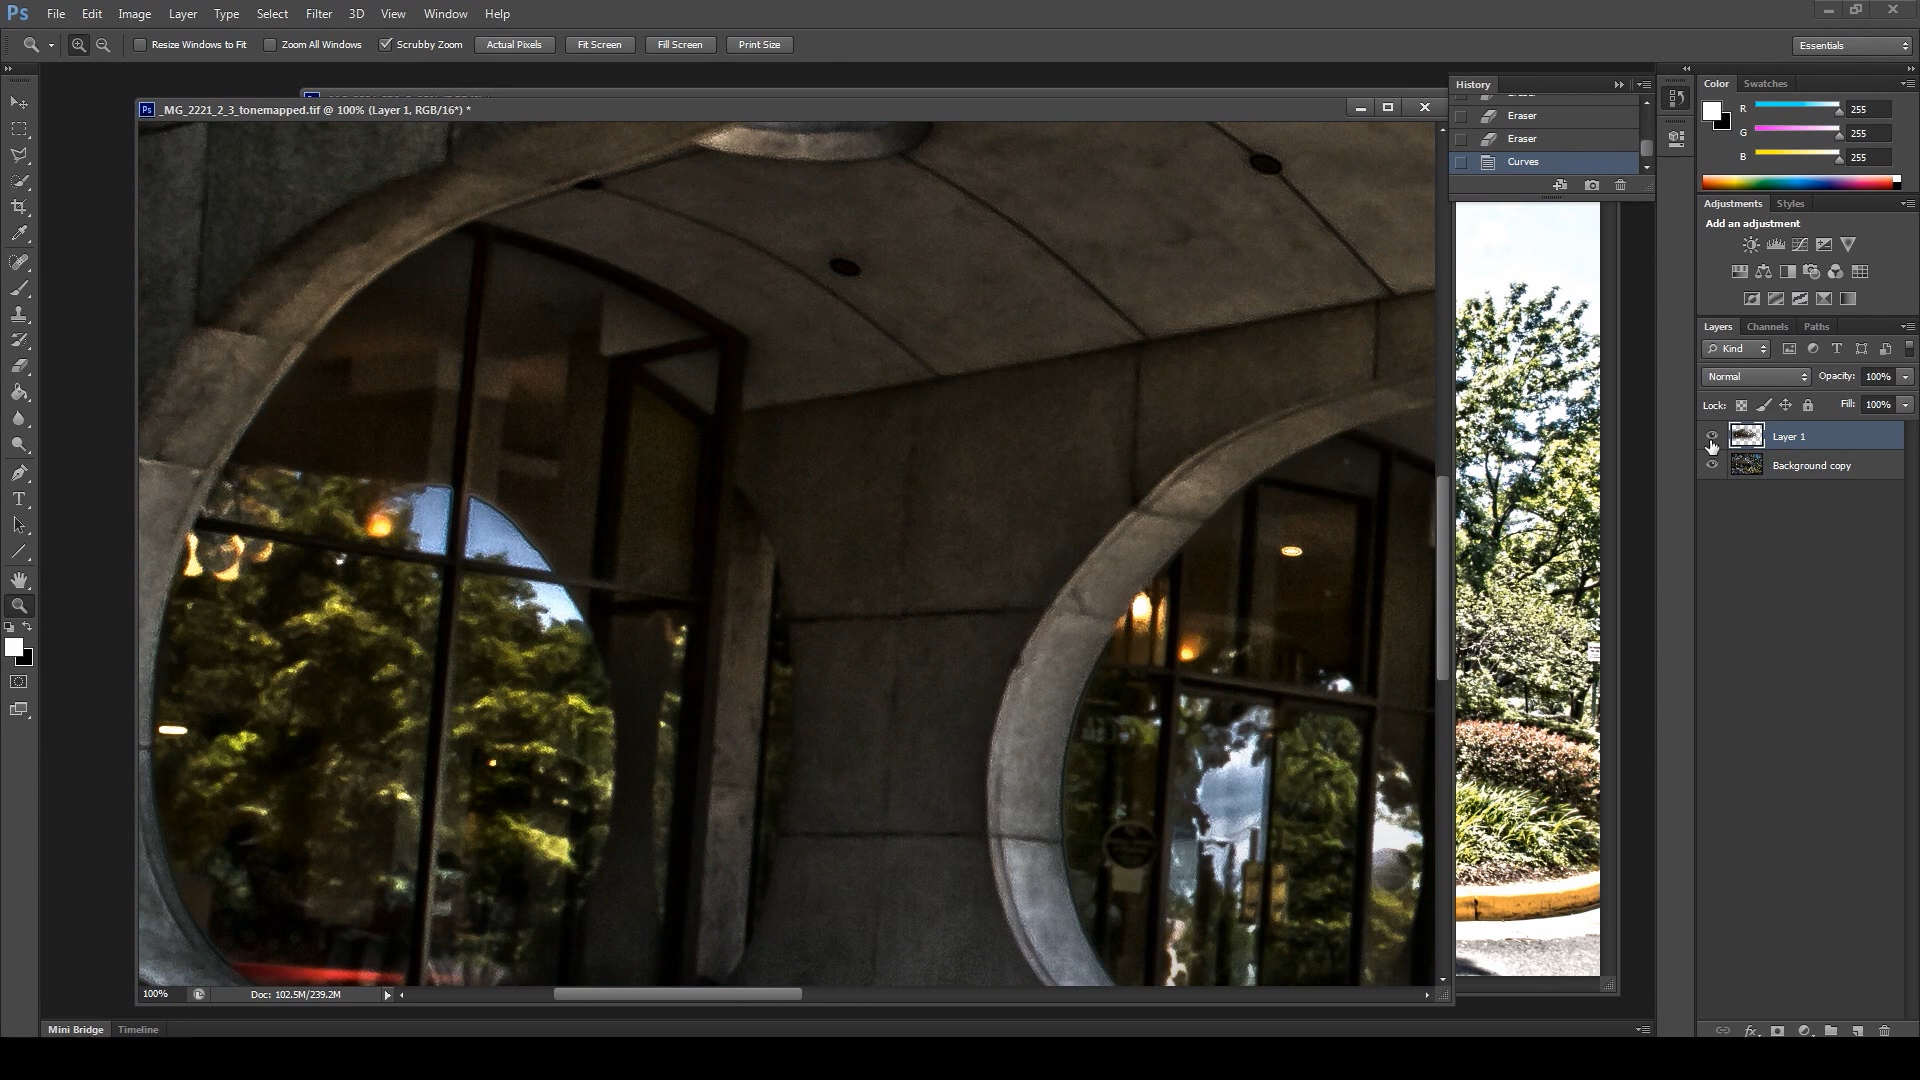 Ps File Edit Image Layer Type Select Filter 3D View Window Help
Resize Windows to Fit Zoom All Windows Scrubby Zoom Actual Pixels Fit Screen Fill Screen Print Size Essentials
Ps _MG_2221_2_3_tonemapped.tif @ 100% (Layer 1, RGB/16*) *
History
Eraser
Eraser
Eraser
Curves
Color Swatches
R 255
G 255
B 255
Adjustments Styles
Add an adjustment
Layers Channels Paths
Kind
Normal Opacity: 100%
Lock: Fill: 100%
Layer 1
Background copy
100% Doc: 102.5M/239.2M
Mini Bridge Timeline